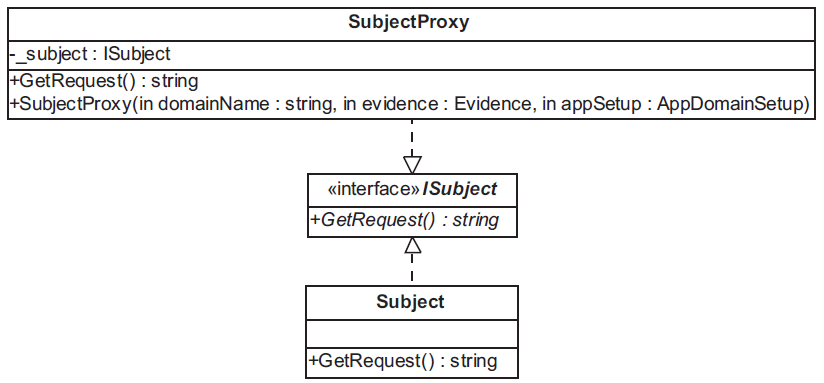 SubjectProxy
-_subject : ISubject
+GetRequest() : string
+SubjectProxy(in domainName : string, in evidence : Evidence, in appSetup : AppDomainSetup)
«interface» ISubject
+GetRequest() : string
Subject
+GetRequest() : string